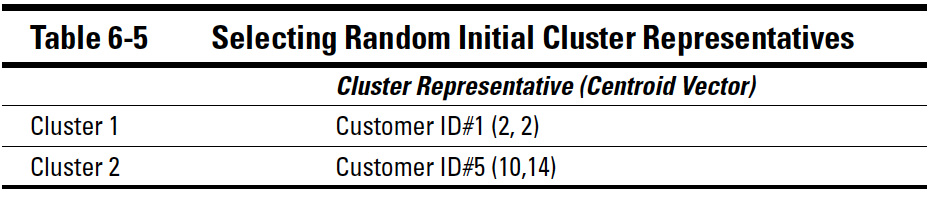 Table 6-5 Selecting Random Initial Cluster Representatives
Cluster Representative (Centroid Vector)
Cluster 1 Customer ID#1 (2, 2)
Cluster 2 Customer ID#5 (10,14)